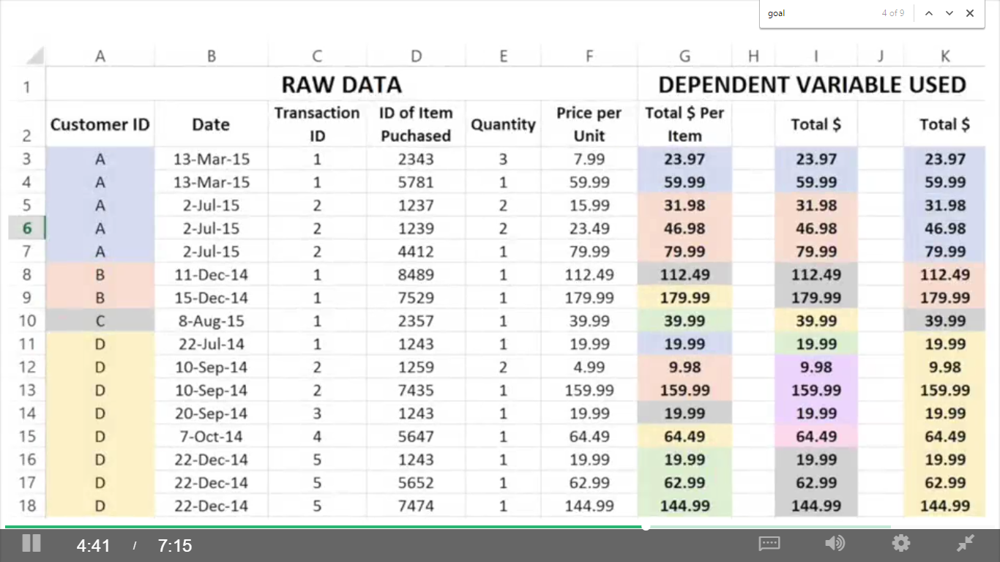 goal 4 of 9
A B C D E F G H I J K
1 RAW DATA DEPENDENT VARIABLE USED
2 Customer ID Date Transaction ID ID of Item Puchased Quantity Price per Unit Total $ Per Item Total $ Total $
3 A 13-Mar-15 1 2343 3 7.99 23.97 23.97 23.97
4 A 13-Mar-15 1 5781 1 59.99 59.99 59.99 59.99
5 A 2-Jul-15 2 1237 2 15.99 31.98 31.98 31.98
6 A 2-Jul-15 2 1239 2 23.49 46.98 46.98 46.98
7 A 2-Jul-15 2 4412 1 79.99 79.99 79.99 79.99
8 B 11-Dec-14 1 8489 1 112.49 112.49 112.49 112.49
9 B 15-Dec-14 1 7529 1 179.99 179.99 179.99 179.99
10 C 8-Aug-15 1 2357 1 39.99 39.99 39.99 39.99
11 D 22-Jul-14 1 1243 1 19.99 19.99 19.99 19.99
12 D 10-Sep-14 2 1259 2 4.99 9.98 9.98 9.98
13 D 10-Sep-14 2 7435 1 159.99 159.99 159.99 159.99
14 D 20-Sep-14 3 1243 1 19.99 19.99 19.99 19.99
15 D 7-Oct-14 4 5647 1 64.49 64.49 64.49 64.49
16 D 22-Dec-14 5 1243 1 19.99 19.99 19.99 19.99
17 D 22-Dec-14 5 5652 1 62.99 62.99 62.99 62.99
18 D 22-Dec-14 5 7474 1 144.99 144.99 144.99 144.99
4:41 / 7:15